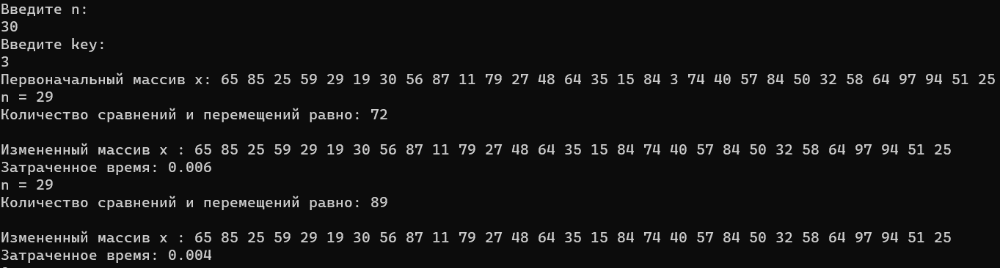 Введите n:
30
Введите key:
3
Первоначальный массив x: 65 85 25 59 29 19 30 56 87 11 79 27 48 64 35 15 84 3 74 40 57 84 50 32 58 64 97 94 51 25
n = 29
Количество сравнений и перемещений равно: 72
Измененный массив x : 65 85 25 59 29 19 30 56 87 11 79 27 48 64 35 15 84 74 40 57 84 50 32 58 64 97 94 51 25
Затраченное время: 0.006
n = 29
Количество сравнений и перемещений равно: 89
Измененный массив x : 65 85 25 59 29 19 30 56 87 11 79 27 48 64 35 15 84 74 40 57 84 50 32 58 64 97 94 51 25
Затраченное время: 0.004